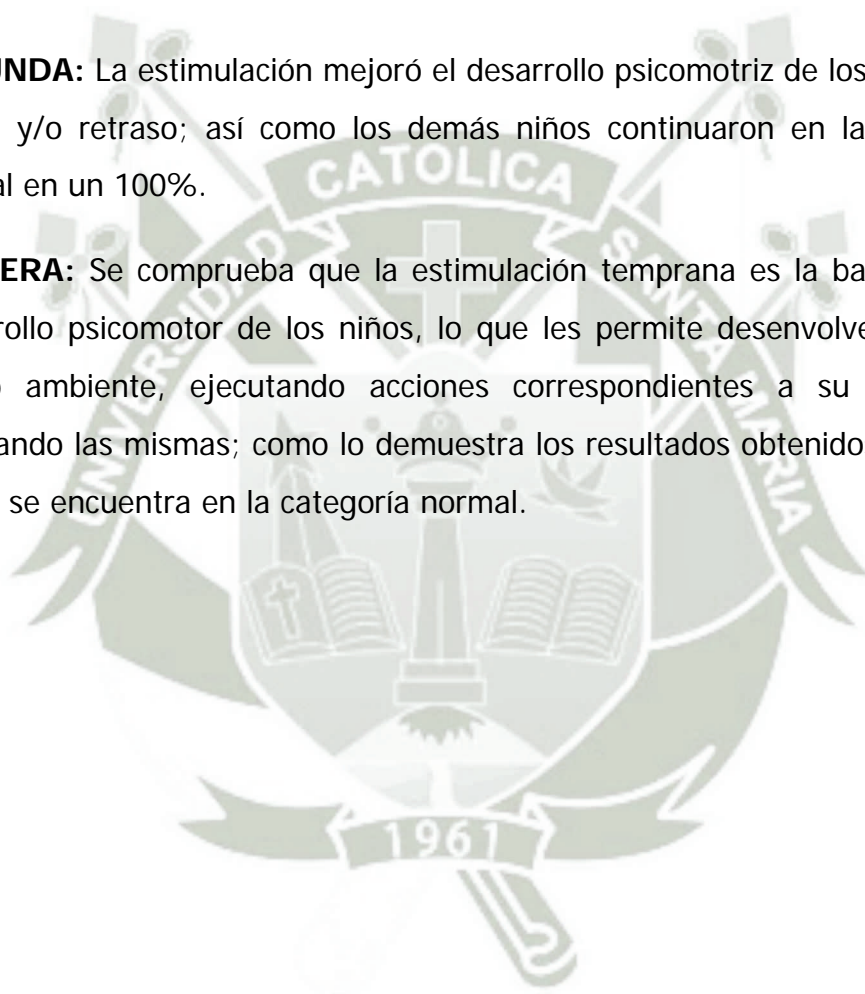 UNDA: La estimulación mejoró el desarrollo psicomotriz de los
y/o retraso; así como los demás niños continuaron en la
al en un 100%.
ERA: Se comprueba que la estimulación temprana es la ba
rollo psicomotor de los niños, lo que les permite desenvolve
o ambiente, ejecutando acciones correspondientes a su
ando las mismas; como lo demuestra los resultados obtenido
se encuentra en la categoría normal.
UNIVERSIDAD CATOLICA SANTA MARIA
1961